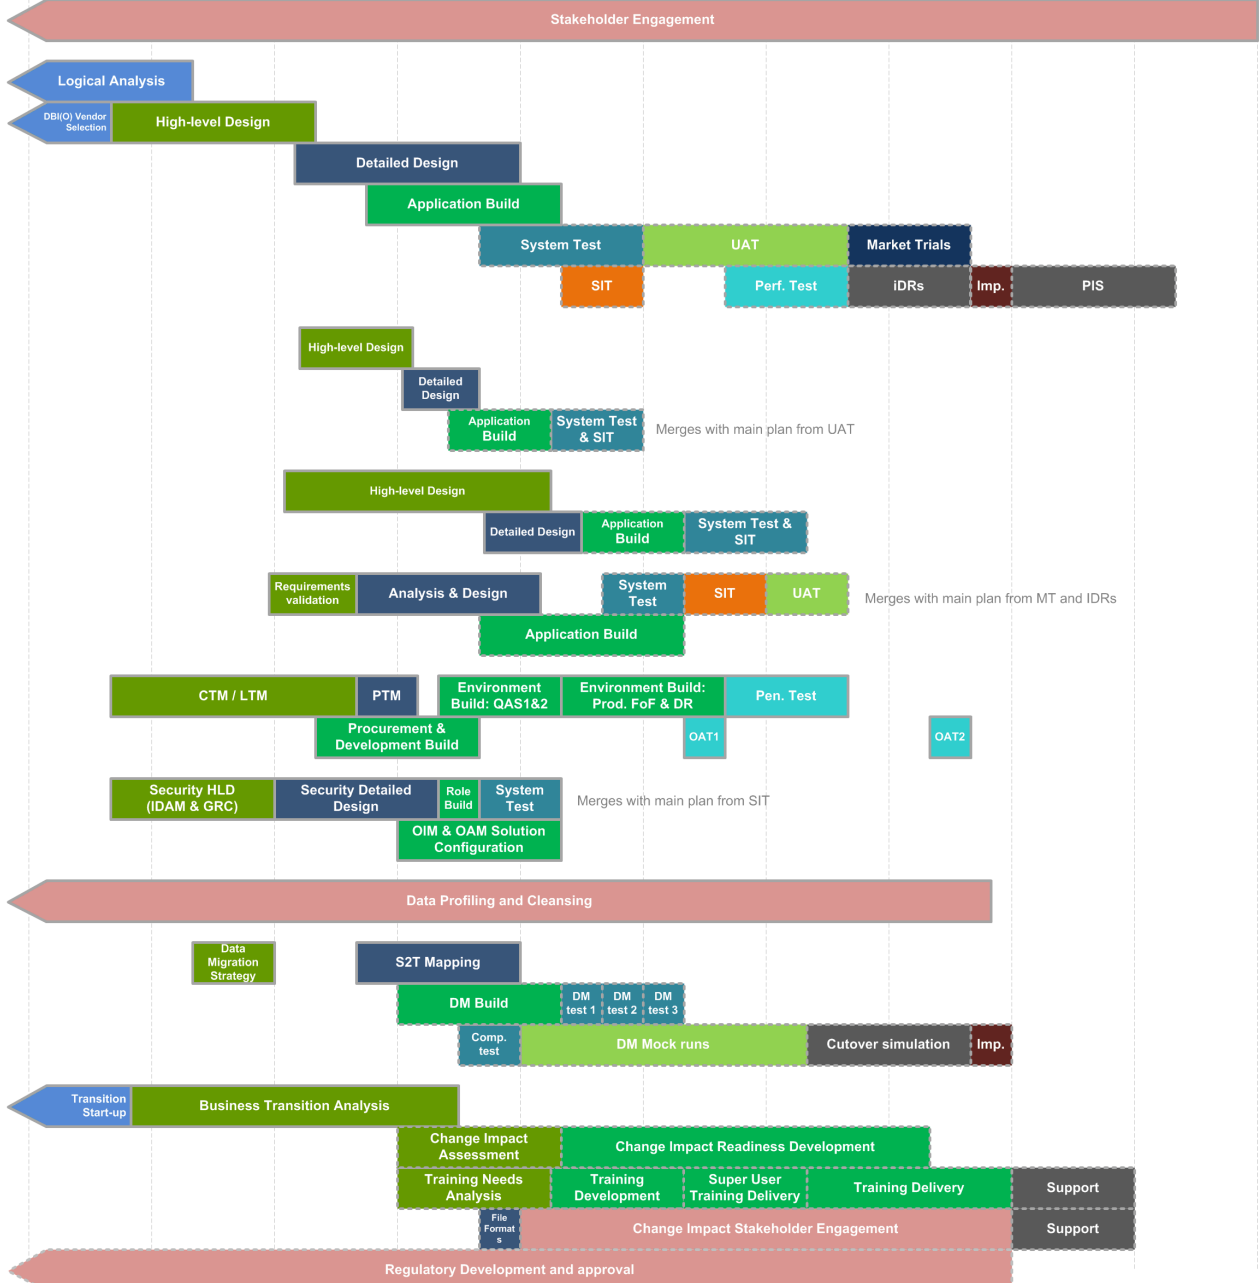 Stakeholder Engagement
Logical Analysis
DBI(O) Vendor
Selection
High-level Design
Detailed Design
Application Build
System Test
UAT
Market Trials
SIT
Perf. Test
iDRs
Imp.
PIS
High-level Design
Detailed
Design
Application
Build
System Test
& SIT
Merges with main plan from UAT
High-level Design
Detailed Design
Application
Build
System Test &
SIT
Requirements
validation
Analysis & Design
System
Test
SIT
UAT
Merges with main plan from MT and IDRs
Application Build
CTM / LTM
PTM
Environment
Build: QAS1&2
Environment Build:
Prod. FoF & DR
Pen. Test
Procurement &
Development Build
OAT1
OAT2
Security HLD
(IDAM & GRC)
Security Detailed
Design
Role
Build
System
Test
Merges with main plan from SIT
OIM & OAM Solution
Configuration
Data Profiling and Cleansing
Data
Migration
Strategy
S2T Mapping
DM Build
DM
test 1
DM
test 2
DM
test 3
Comp.
test
DM Mock runs
Cutover simulation
Imp.
Transition
Start-up
Business Transition Analysis
Change Impact
Assessment
Change Impact Readiness Development
Training Needs
Analysis
Training
Development
Super User
Training Delivery
Training Delivery
Support
File
Format
s
Change Impact Stakeholder Engagement
Support
Regulatory Development and approval